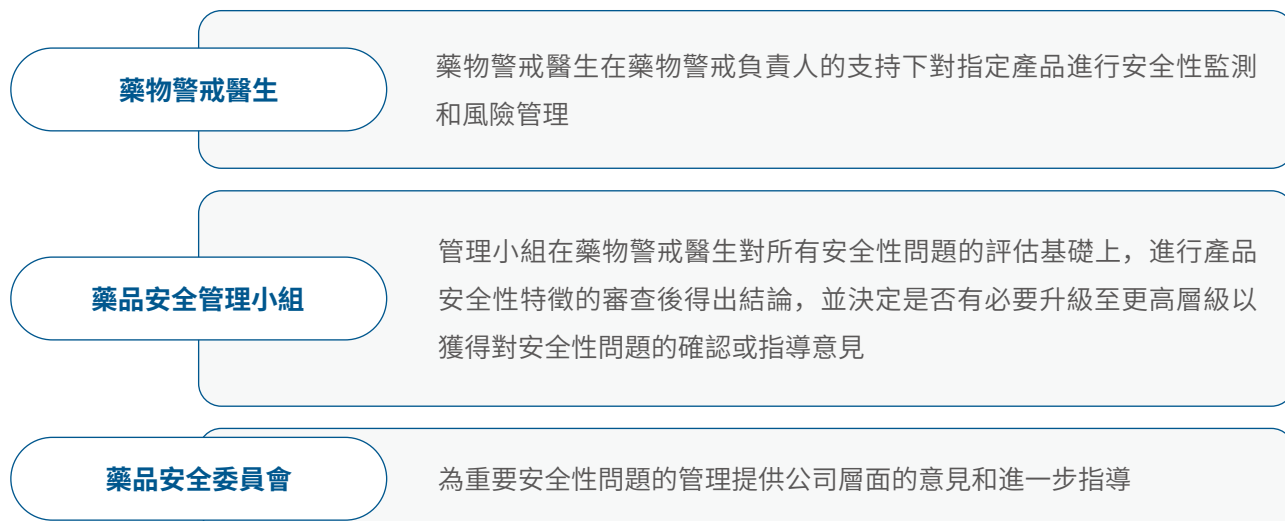 藥物警戒醫生
藥物警戒醫生在藥物警戒負責人的支持下對指定產品進行安全性監測
和風險管理
藥品安全管理小組
管理小組在藥物警戒醫生對所有安全性問題的評估基礎上，進行產品
安全性特徵的審查後得出結論，並決定是否有必要升級至更高層級以
獲得對安全性問題的確認或指導意見
藥品安全委員會
為重要安全性問題的管理提供公司層面的意見和進一步指導